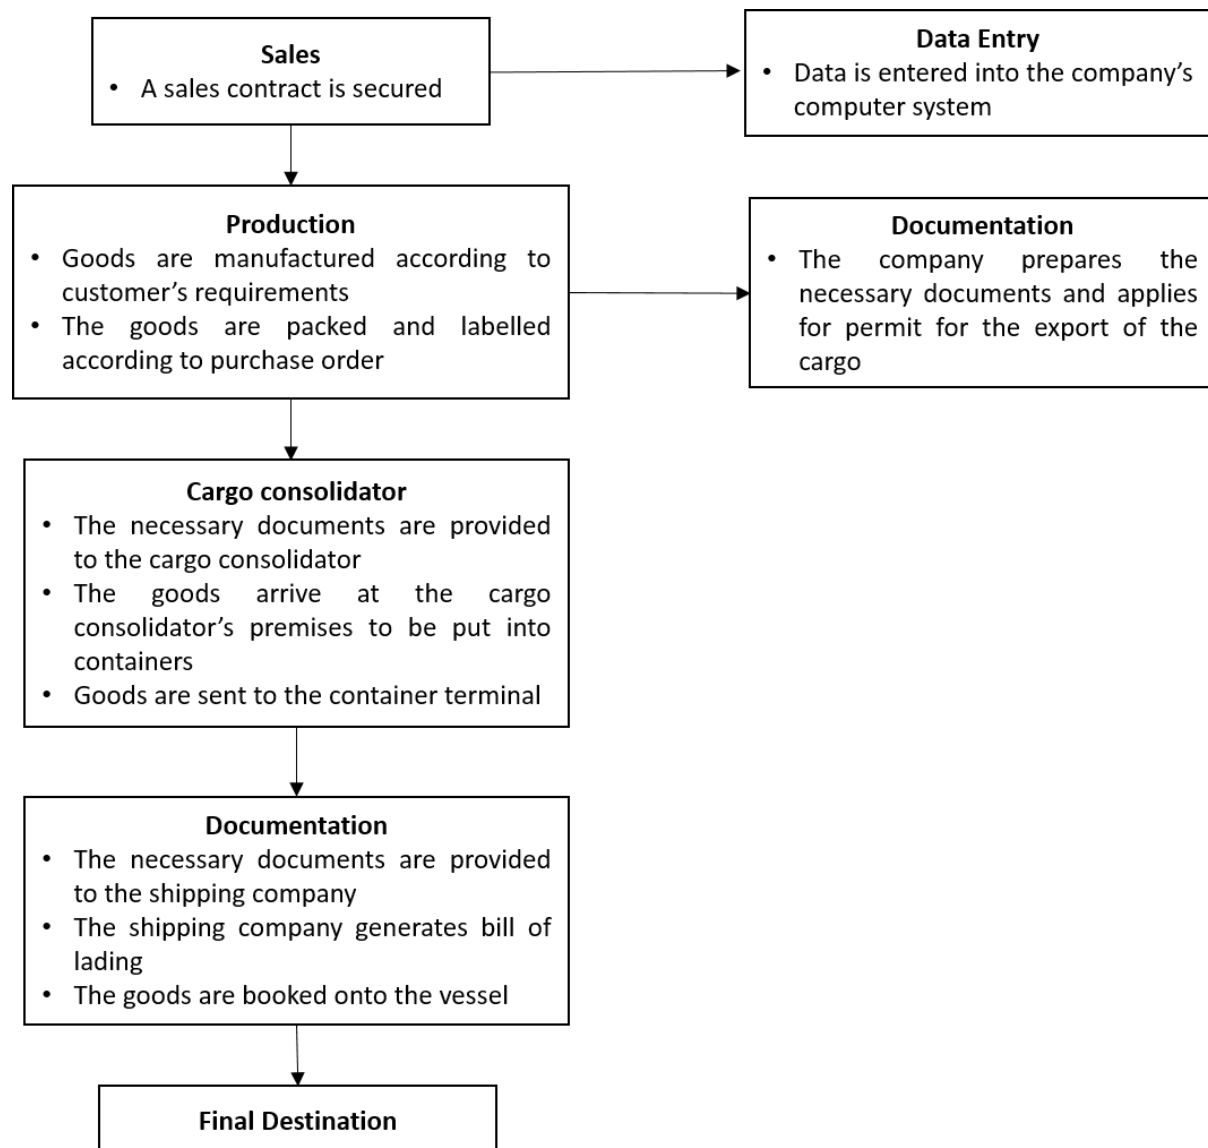 Sales
• A sales contract is secured
Data Entry
• Data is entered into the company’s
computer system
Production
• Goods are manufactured according to
customer’s requirements
• The goods are packed and labelled
according to purchase order
Documentation
• The company prepares the
necessary documents and applies
for permit for the export of the
cargo
Cargo consolidator
• The necessary documents are provided
to the cargo consolidator
• The goods arrive at the cargo
consolidator’s premises to be put into
containers
• Goods are sent to the container terminal
Documentation
• The necessary documents are provided
to the shipping company
• The shipping company generates bill of
lading
• The goods are booked onto the vessel
Final Destination